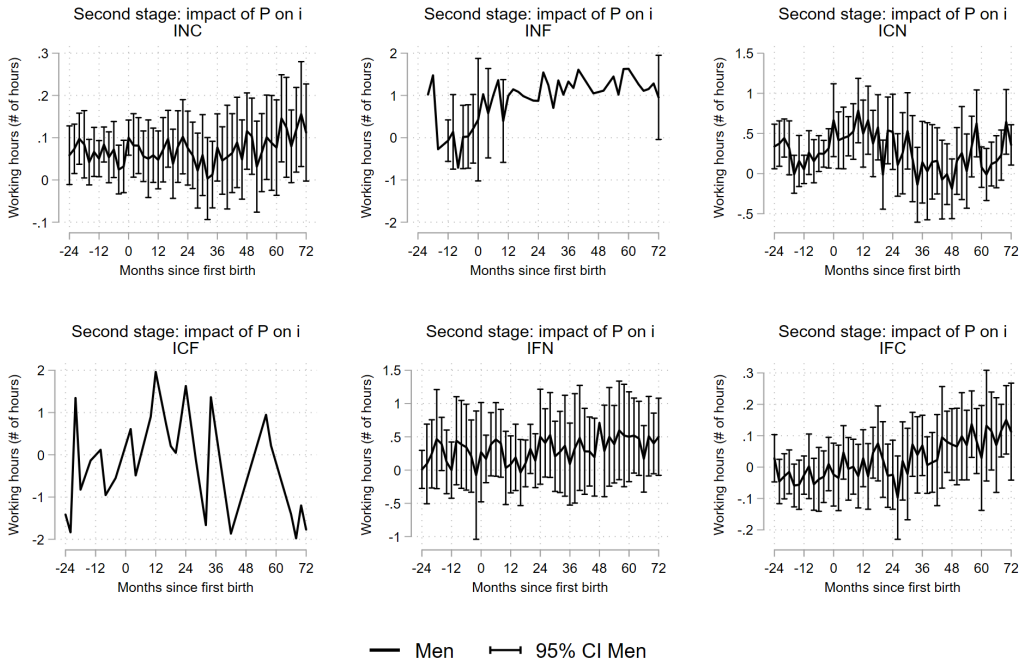 Second stage: impact of P on i
INC
Working hours (# of hours)
.3
.2
.1
0
-.1
-24 -12 0 12 24 36 48 60 72
Months since first birth
Second stage: impact of P on i
INF
Working hours (# of hours)
2
1
0
-1
-2
-24 -12 0 12 24 36 48 60 72
Months since first birth
Second stage: impact of P on i
ICN
Working hours (# of hours)
1.5
1
.5
0
-.5
-24 -12 0 12 24 36 48 60 72
Months since first birth
Second stage: impact of P on i
ICF
Working hours (# of hours)
2
1
0
-1
-2
-24 -12 0 12 24 36 48 60 72
Months since first birth
Second stage: impact of P on i
IFN
Working hours (# of hours)
1.5
1
.5
0
-.5
-1
-24 -12 0 12 24 36 48 60 72
Months since first birth
Second stage: impact of P on i
IFC
Working hours (# of hours)
.3
.2
.1
0
-.1
-.2
-24 -12 0 12 24 36 48 60 72
Months since first birth
Men 95% CI Men